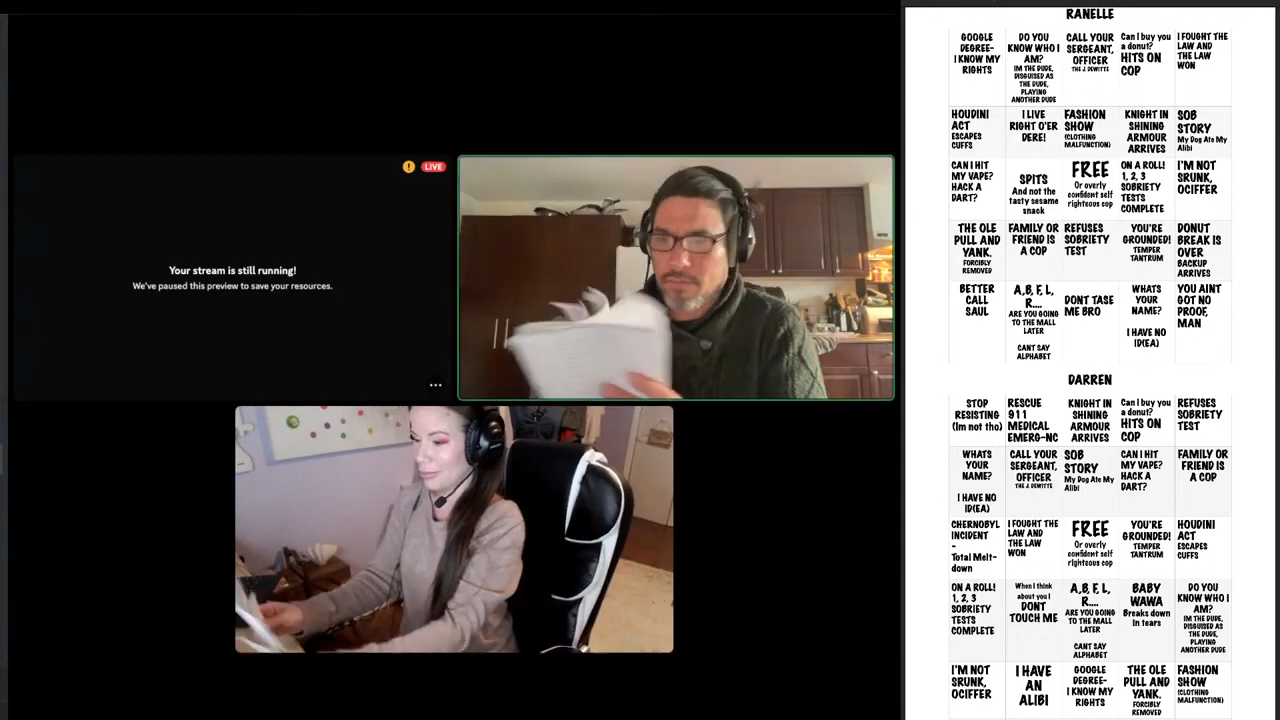 LIVE
Your stream is still running!
We've paused this preview to save your resources.
RANELLE
GOOGLE
DEGREE-
I KNOW MY
RIGHTS
DO YOU
KNOW WHO I
AM?
IM THE DUDE,
DISGUISED AS
THE DUDE,
PLAYING
ANOTHER DUDE
CALL YOUR
SERGEANT,
OFFICER
THE J. DEWITTE
Can I buy you
a donut?
HITS ON
COP
I FOUGHT THE
LAW AND
THE LAW
WON
HOUDINI
ACT
ESCAPES
CUFFS
I LIVE
RIGHT O'ER
DERE!
FASHION
SHOW
(CLOTHING
MALFUNCTION)
KNIGHT IN
SHINING
ARMOUR
ARRIVES
SOB
STORY
My Dog Ate My
Alibi
CAN I HIT
MY VAPE?
HACK A
DART?
SPITS
And not the
tasty sesame
snack
FREE
Or overly
confident self
righteous cop
ON A ROLL!
1, 2, 3
SOBRIETY
TESTS
COMPLETE
I'M NOT
SRUNK,
OCIFFER
THE OLE
PULL AND
YANK.
FORCIBLY
REMOVED
FAMILY OR
FRIEND IS
A COP
REFUSES
SOBRIETY
TEST
YOU'RE
GROUNDED!
TEMPER
TANTRUM
DONUT
BREAK IS
OVER
BACKUP
ARRIVES
BETTER
CALL
SAUL
A,B, F, L,
R....
ARE YOU GOING
TO THE MALL
LATER
CANT SAY
ALPHABET
DONT TASE
ME BRO
WHATS
YOUR
NAME?
I HAVE NO
ID(EA)
YOU AINT
GOT NO
PROOF,
MAN
DARREN
STOP
RESISTING
(Im not tho)
RESCUE
911
MEDICAL
EMERG-NC
KNIGHT IN
SHINING
ARMOUR
ARRIVES
Can I buy you
a donut?
HITS ON
COP
REFUSES
SOBRIETY
TEST
WHATS
YOUR
NAME?
I HAVE NO
ID(EA)
CALL YOUR
SERGEANT,
OFFICER
THE J. DEWITTE
SOB
STORY
My Dog Ate My
Alibi
CAN I HIT
MY VAPE?
HACK A
DART?
FAMILY OR
FRIEND IS
A COP
CHERNOBYL
INCIDENT
-
Total Melt-
down
I FOUGHT THE
LAW AND
THE LAW
WON
FREE
Or overly
confident self
righteous cop
YOU'RE
GROUNDED!
TEMPER
TANTRUM
HOUDINI
ACT
ESCAPES
CUFFS
ON A ROLL!
1, 2, 3
SOBRIETY
TESTS
COMPLETE
When I think
about you I
DONT
TOUCH ME
A,B, F, L,
R....
ARE YOU GOING
TO THE MALL
LATER
CANT SAY
ALPHABET
BABY
WAWA
Breaks down
in tears
DO YOU
KNOW WHO I
AM?
IM THE DUDE,
DISGUISED AS
THE DUDE,
PLAYING
ANOTHER DUDE
I'M NOT
SRUNK,
OCIFFER
I HAVE
AN
ALIBI
GOOGLE
DEGREE-
I KNOW MY
RIGHTS
THE OLE
PULL AND
YANK.
FORCIBLY
REMOVED
FASHION
SHOW
(CLOTHING
MALFUNCTION)